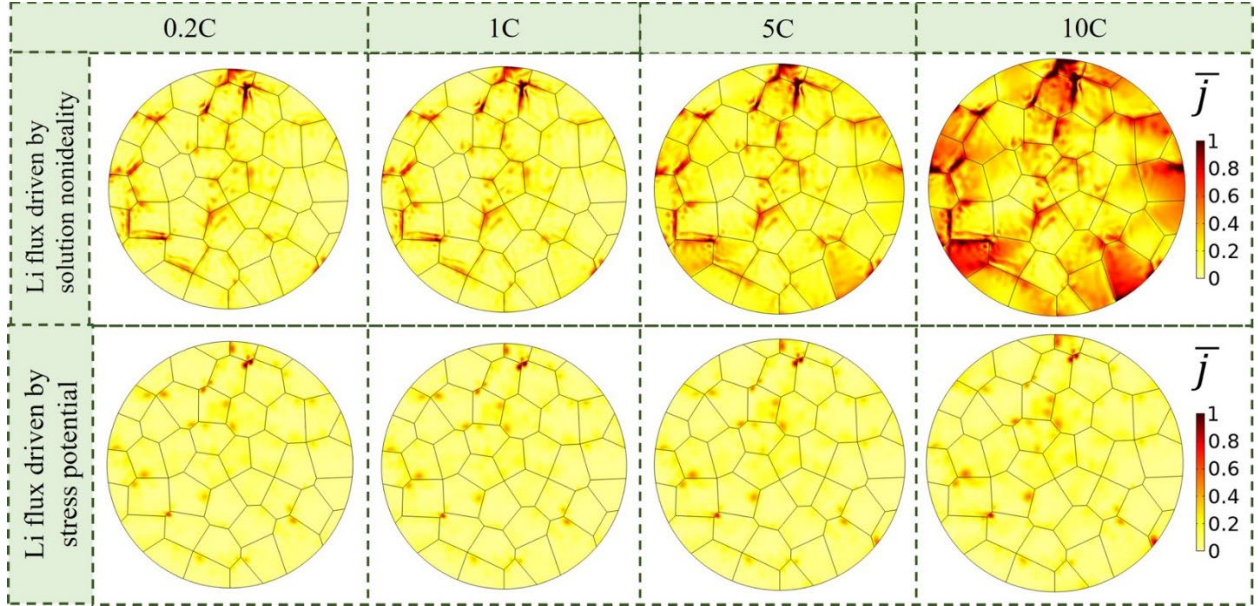 0.2C
1C
5C
10C
Li flux driven by
solution nonideality
j̅
1
0.8
0.6
0.4
0.2
0
Li flux driven by
stress potential
j̅
1
0.8
0.6
0.4
0.2
0